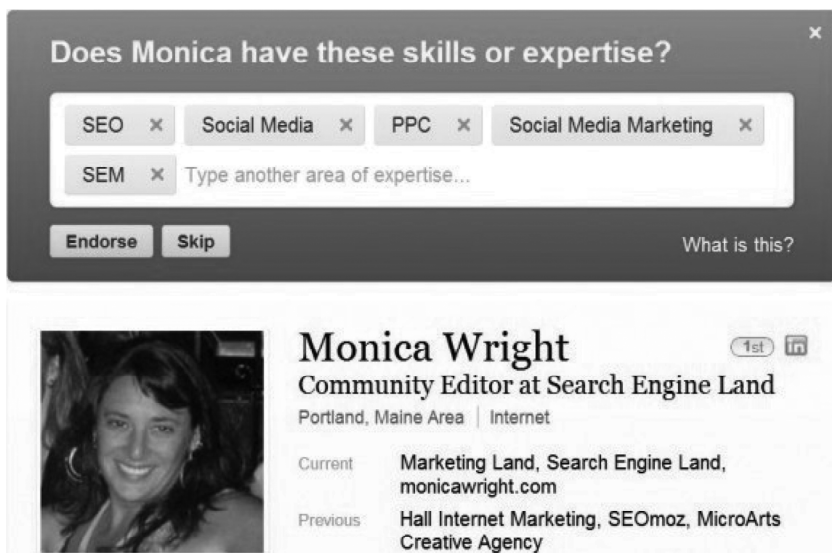 Does Monica have these skills or expertise?
×
SEO × Social Media × PPC × Social Media Marketing ×
SEM × Type another area of expertise...
Endorse Skip What is this?
Monica Wright 1st in
Community Editor at Search Engine Land
Portland, Maine Area | Internet
Current Marketing Land, Search Engine Land,
monicawright.com
Previous Hall Internet Marketing, SEOmoz, MicroArts
Creative Agency